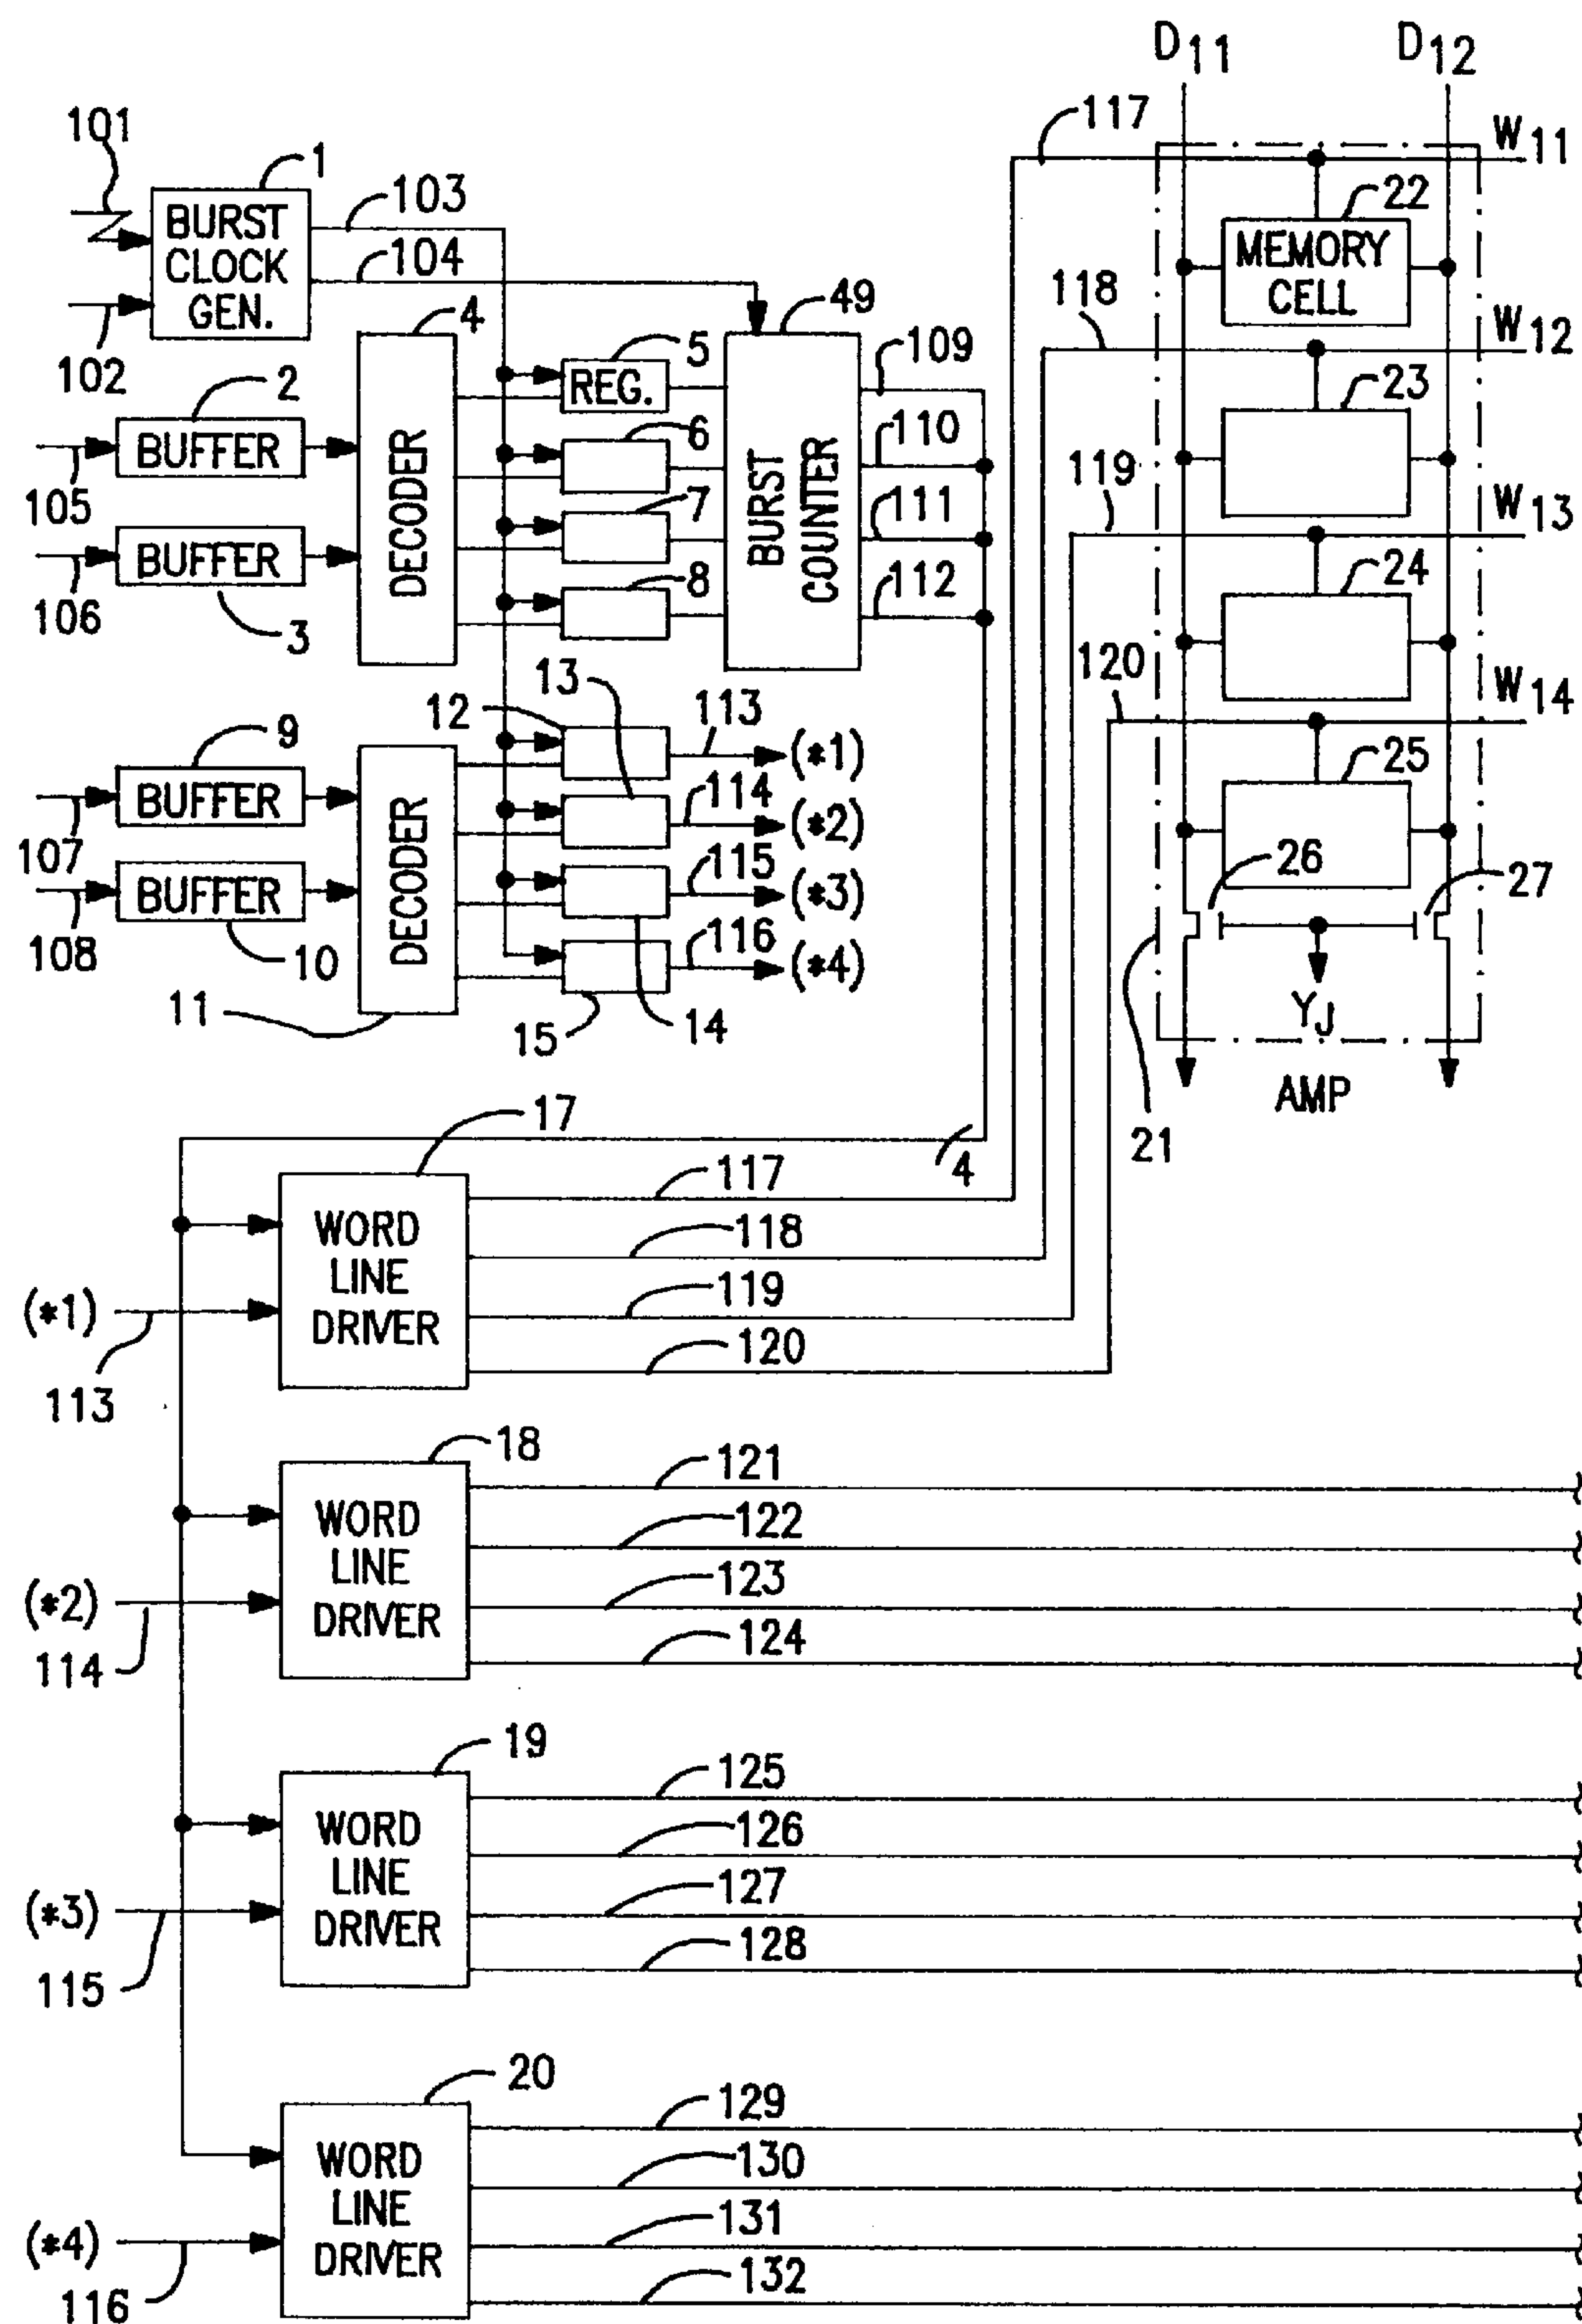 D11 D12
101
1
103
117
W11
BURST
CLOCK
GEN.
104
22
MEMORY
CELL
102
4
49
118
W12
2
5
109
BUFFER
REG.
23
105
6
110
DECODER
BURST
COUNTER
119
W13
7
111
BUFFER
106
3
8
112
24
120
W14
13
12
113
(*1)
9
25
BUFFER
114
(*2)
107
DECODER
115
(*3)
26
27
BUFFER
108
10
116
(*4)
11
15
14
YJ
AMP
21
17
4
117
WORD
LINE
DRIVER
118
119
(*1)
120
113
18
121
WORD
LINE
DRIVER
122
123
(*2)
124
114
19
125
WORD
LINE
DRIVER
126
127
(*3)
128
115
20
129
WORD
LINE
DRIVER
130
131
(*4)
132
116